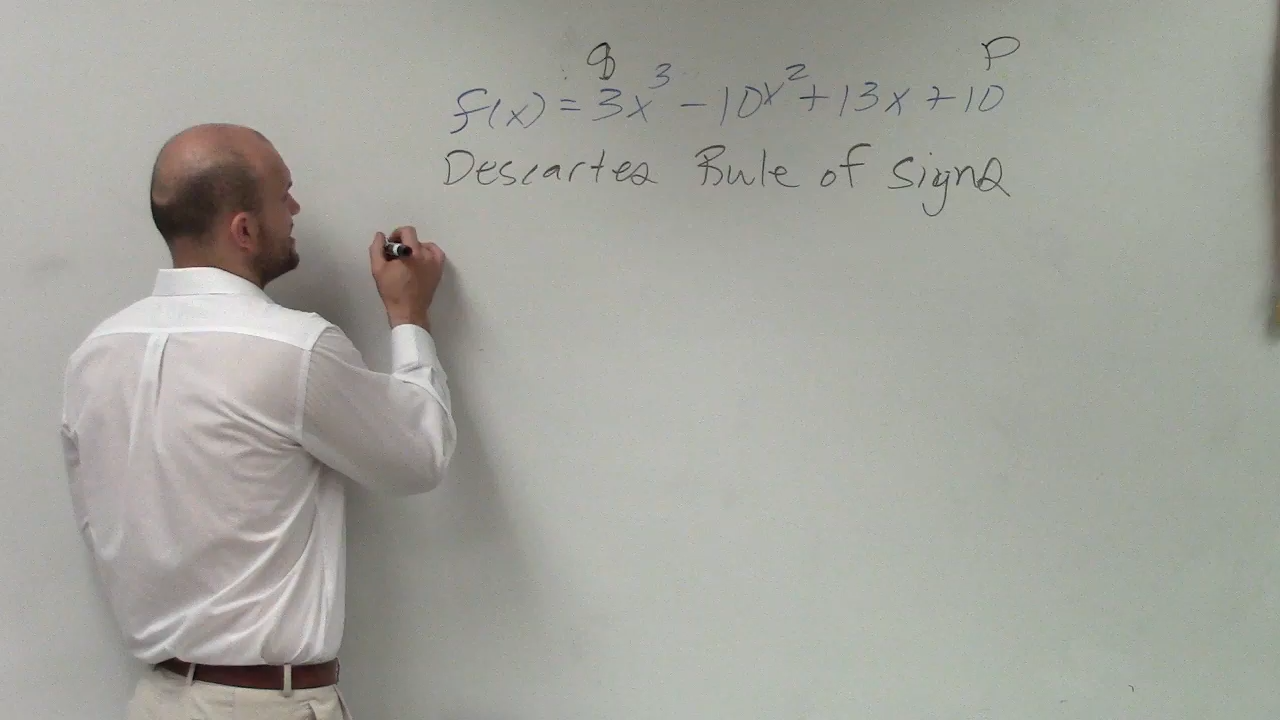 q p
f(x) = 3x³ - 10x² + 13x + 10
Descartes Rule of Signs